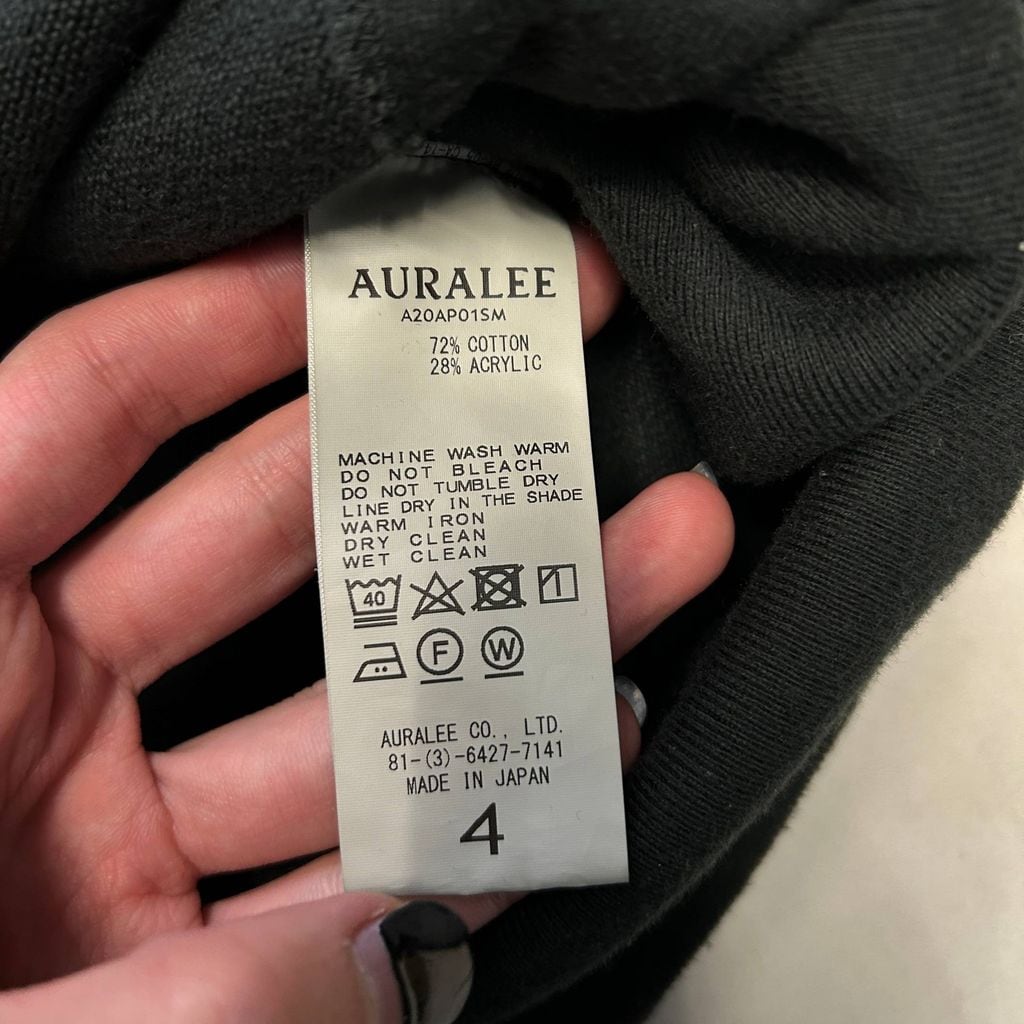 AURALEE
A20AP01SM
72% COTTON
28% ACRYLIC
MACHINE WASH WARM
DO NOT BLEACH
DO NOT TUMBLE DRY
LINE DRY IN THE SHADE
WARM IRON
DRY CLEAN
WET CLEAN
40
F W
AURALEE CO., LTD.
81-(3)-6427-7141
MADE IN JAPAN
4